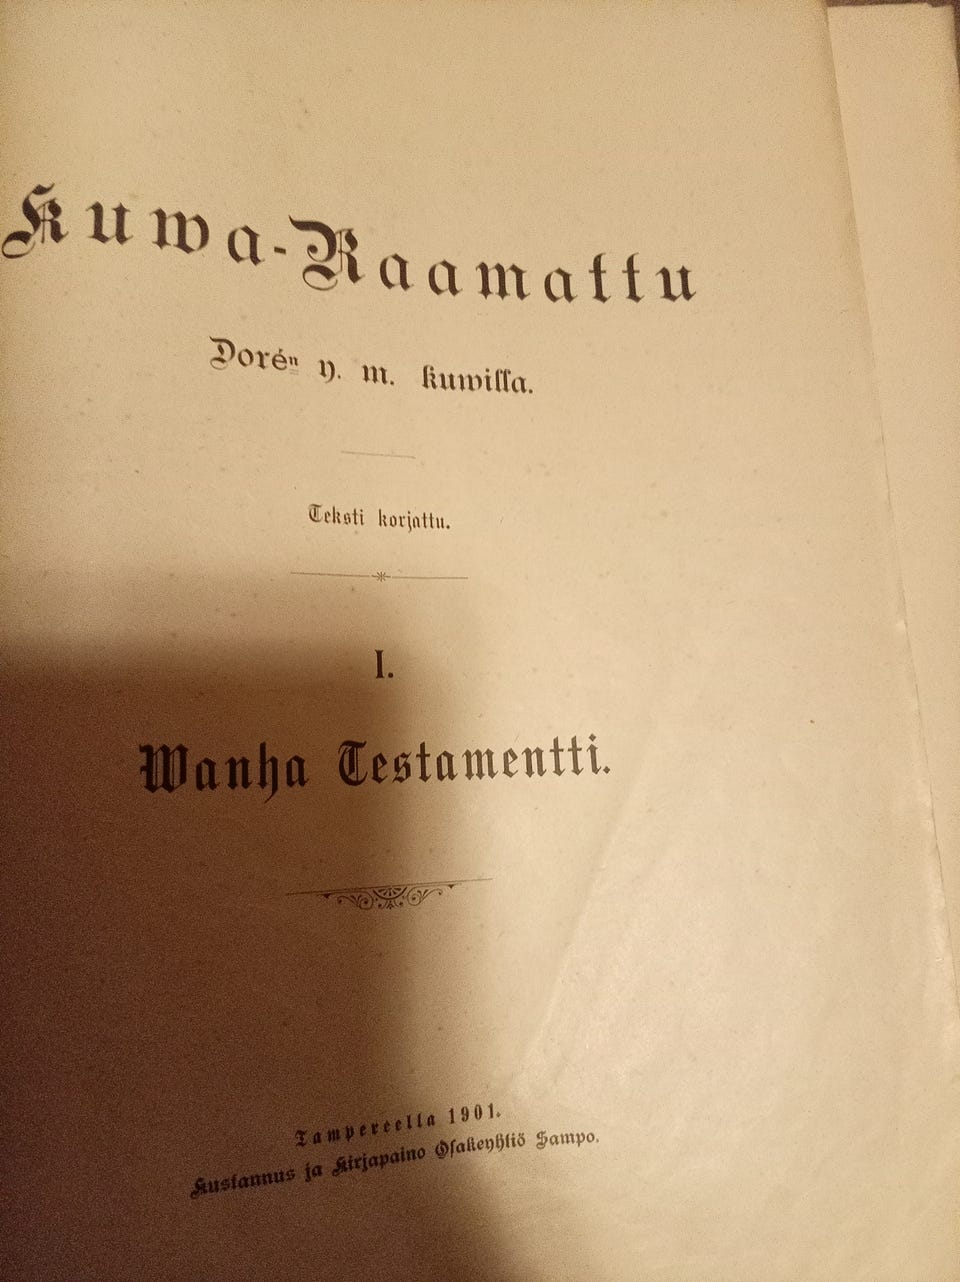 Kuwa-Raamattu
Dorén y. m. kuwilla.
Teksti korjattu.
I.
Wanha Testamentti.
Tampereella 1901.
Kustannus ja Kirjapaino Osakeyhtiö Sampo.